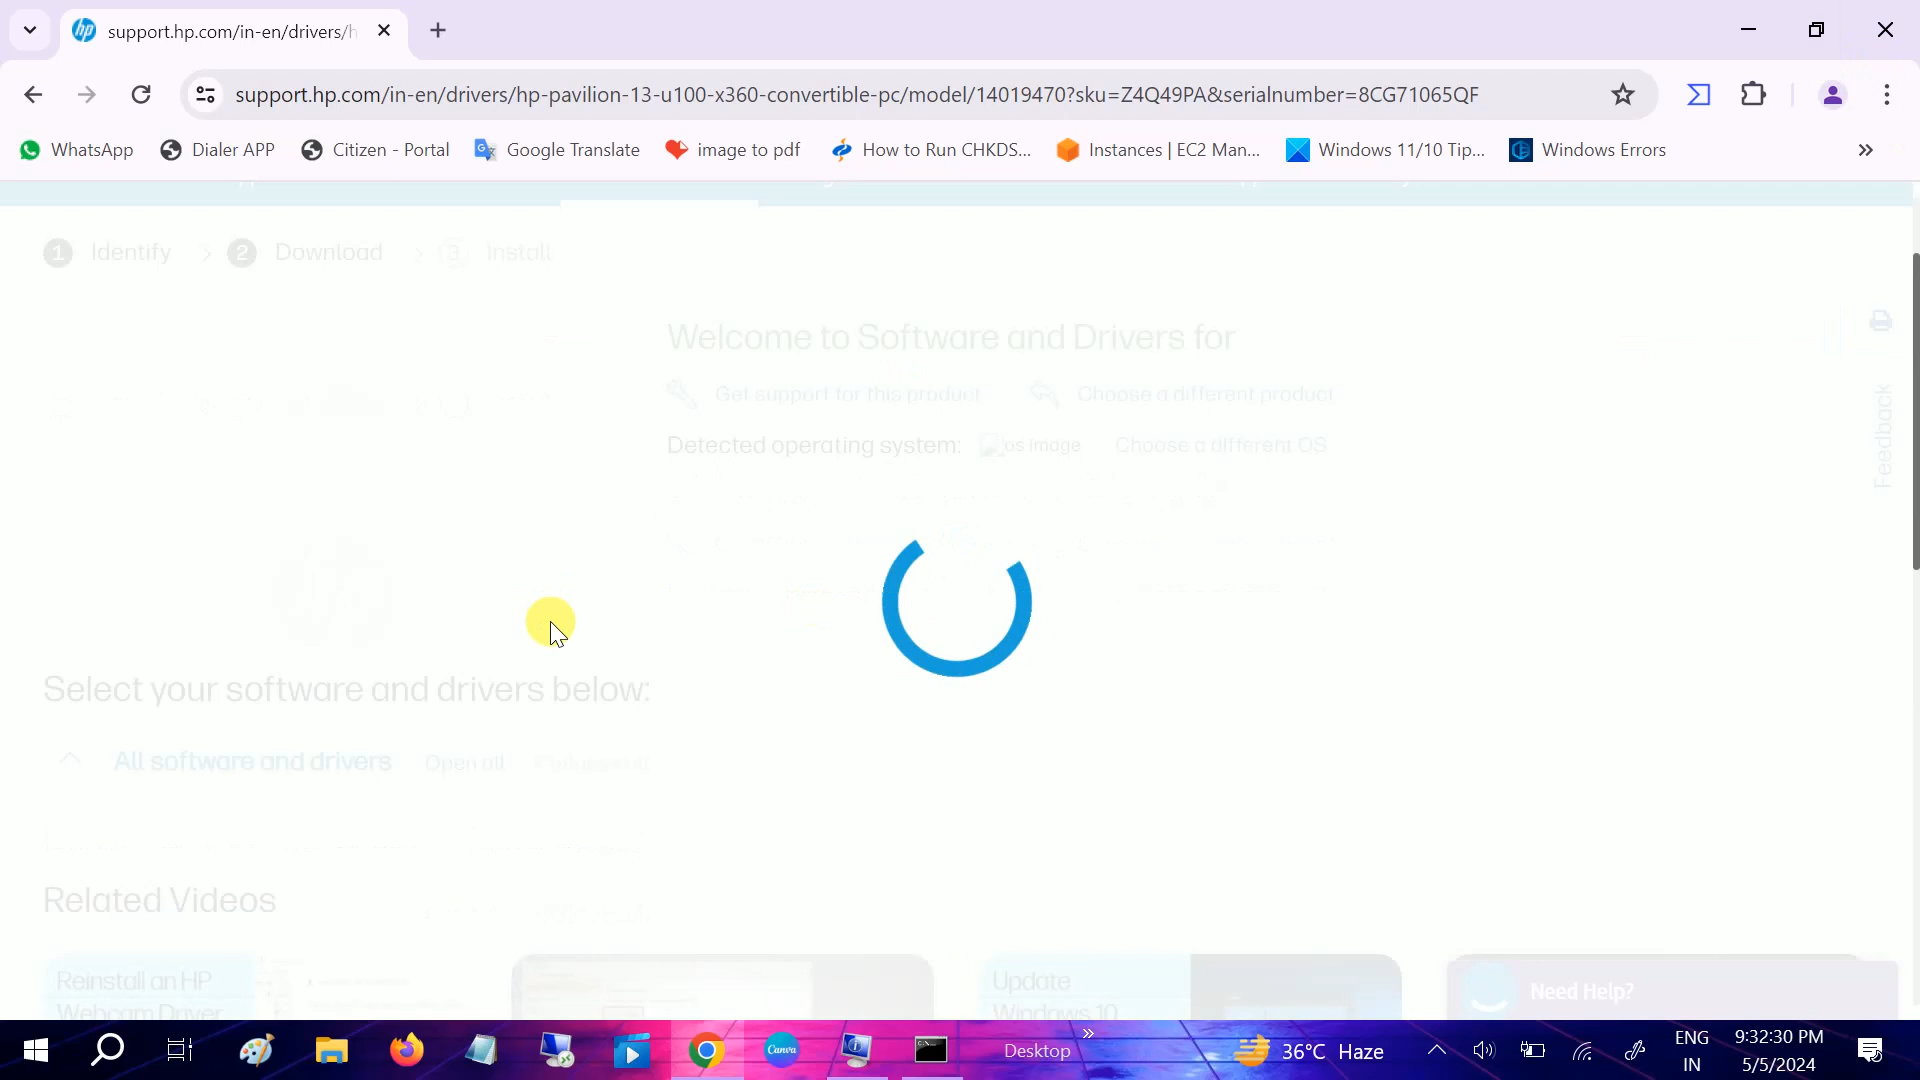 support.hp.com/in-en/drivers/h
support.hp.com/in-en/drivers/hp-pavilion-13-u100-x360-convertible-pc/model/14019470?sku=Z4Q49PA&serialnumber=8CG71065QF
WhatsApp
Dialer APP
Citizen - Portal
Google Translate
image to pdf
How to Run CHKDS...
Instances | EC2 Man...
Windows 11/10 Tip...
Windows Errors
1 Identify
2 Download
3 Install
Welcome to Software and Drivers for
Get support for this product
Choose a different product
Detected operating system:
os image
Choose a different OS
Feedback
Select your software and drivers below:
All software and drivers
Open all
Related Videos
Reinstall an HP
Webcam Driver
Update
Windows 10
Need Help?
Canva
Desktop
36°C Haze
ENG
IN
9:32:30 PM
5/5/2024